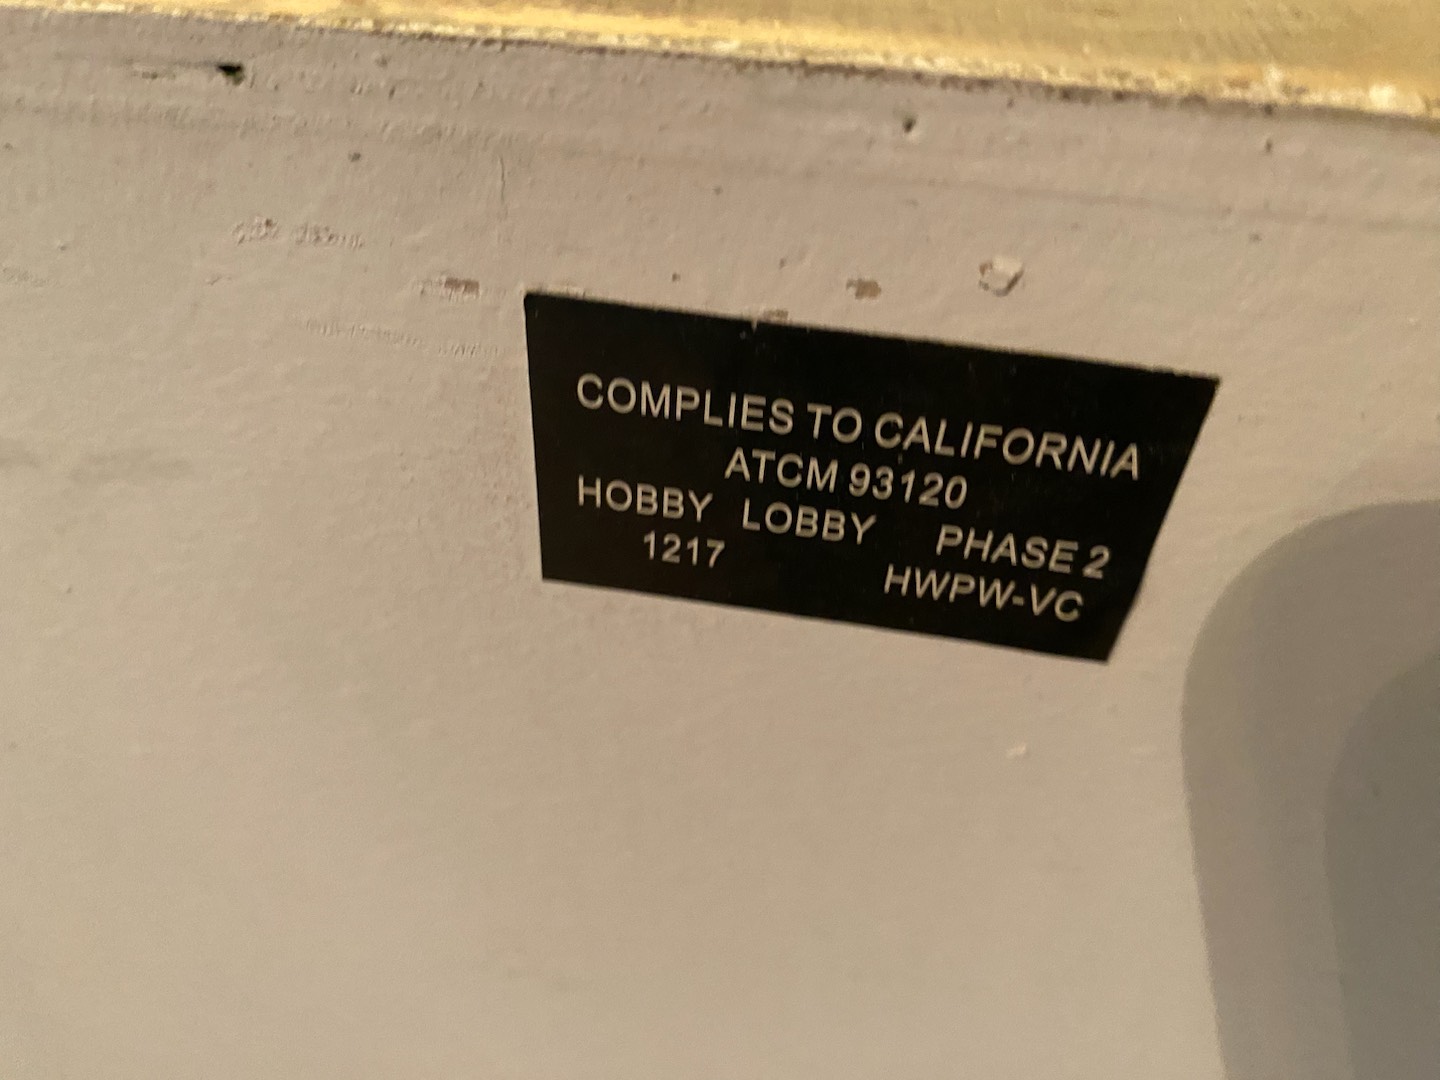 COMPLIES TO CALIFORNIA
ATCM 93120
HOBBY LOBBY PHASE 2
1217 HWPW-VC